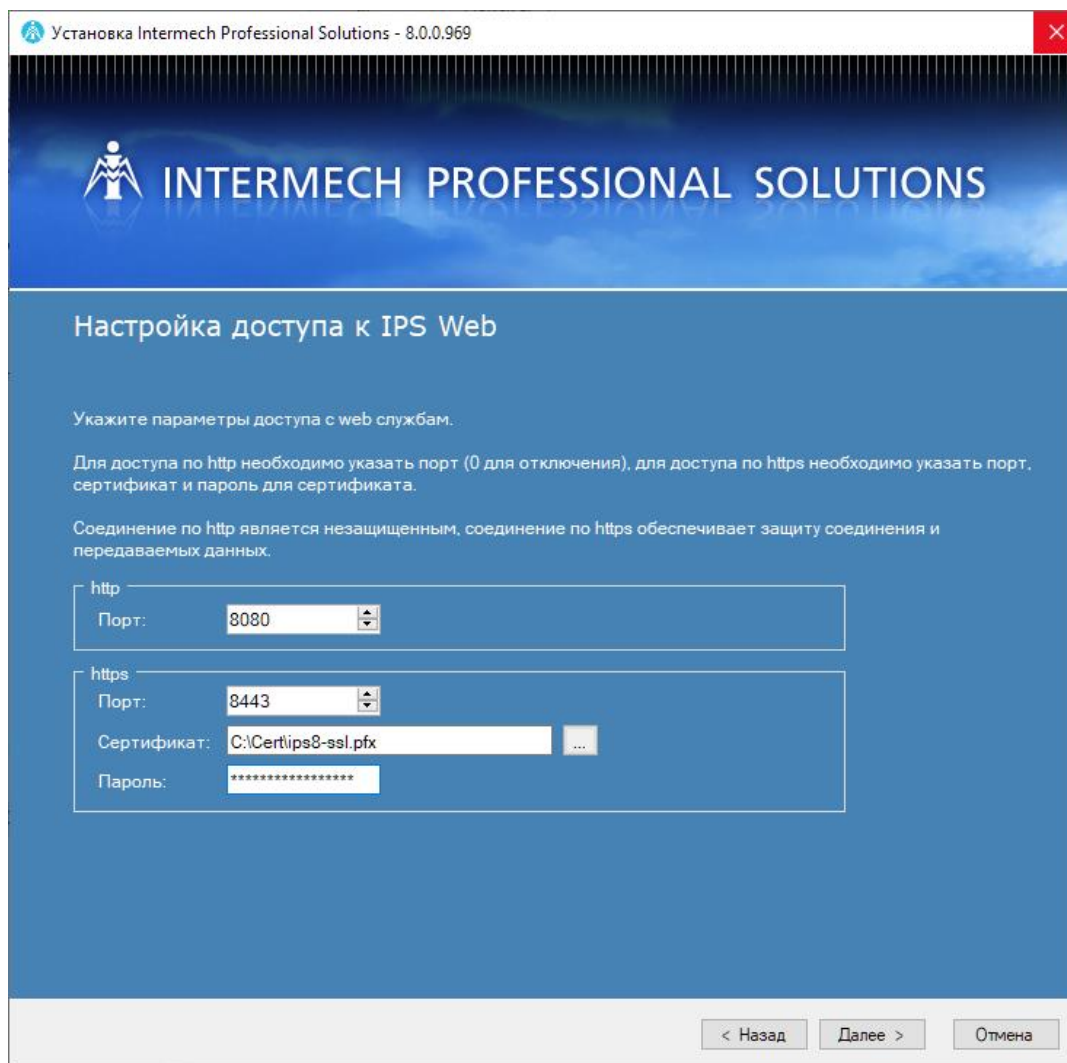 Установка Intermech Professional Solutions - 8.0.0.969
INTERMECH PROFESSIONAL SOLUTIONS
Настройка доступа к IPS Web
Укажите параметры доступа с web службам.
Для доступа по http необходимо указать порт (0 для отключения), для доступа по https необходимо указать порт,
сертификат и пароль для сертификата.
Соединение по http является незащищенным, соединение по https обеспечивает защиту соединения и
передаваемых данных.
http
Порт: 8080
https
Порт: 8443
Сертификат: C:\Cert\ips8-ssl.pfx ...
Пароль: *****************
< Назад Далее > Отмена